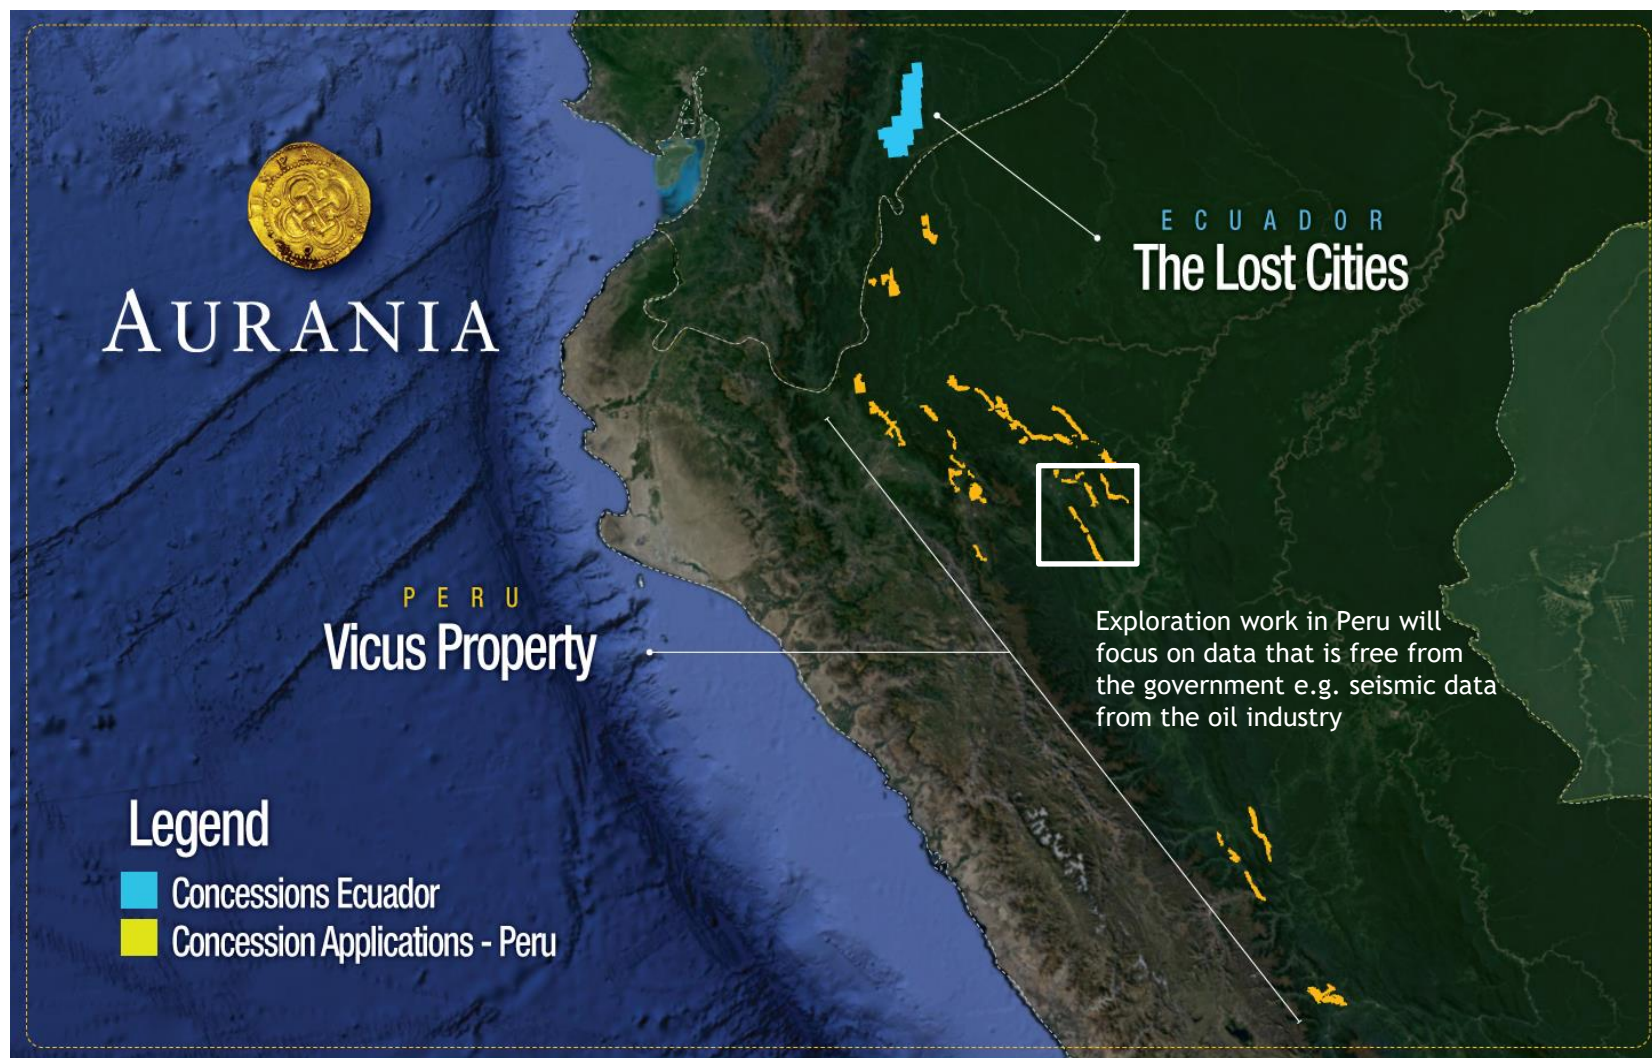 AURANIA
ECUADOR
The Lost Cities
PERU
Vicus Property
Exploration work in Peru will
focus on data that is free from
the government e.g. seismic data
from the oil industry
Legend
Concessions Ecuador
Concession Applications - Peru